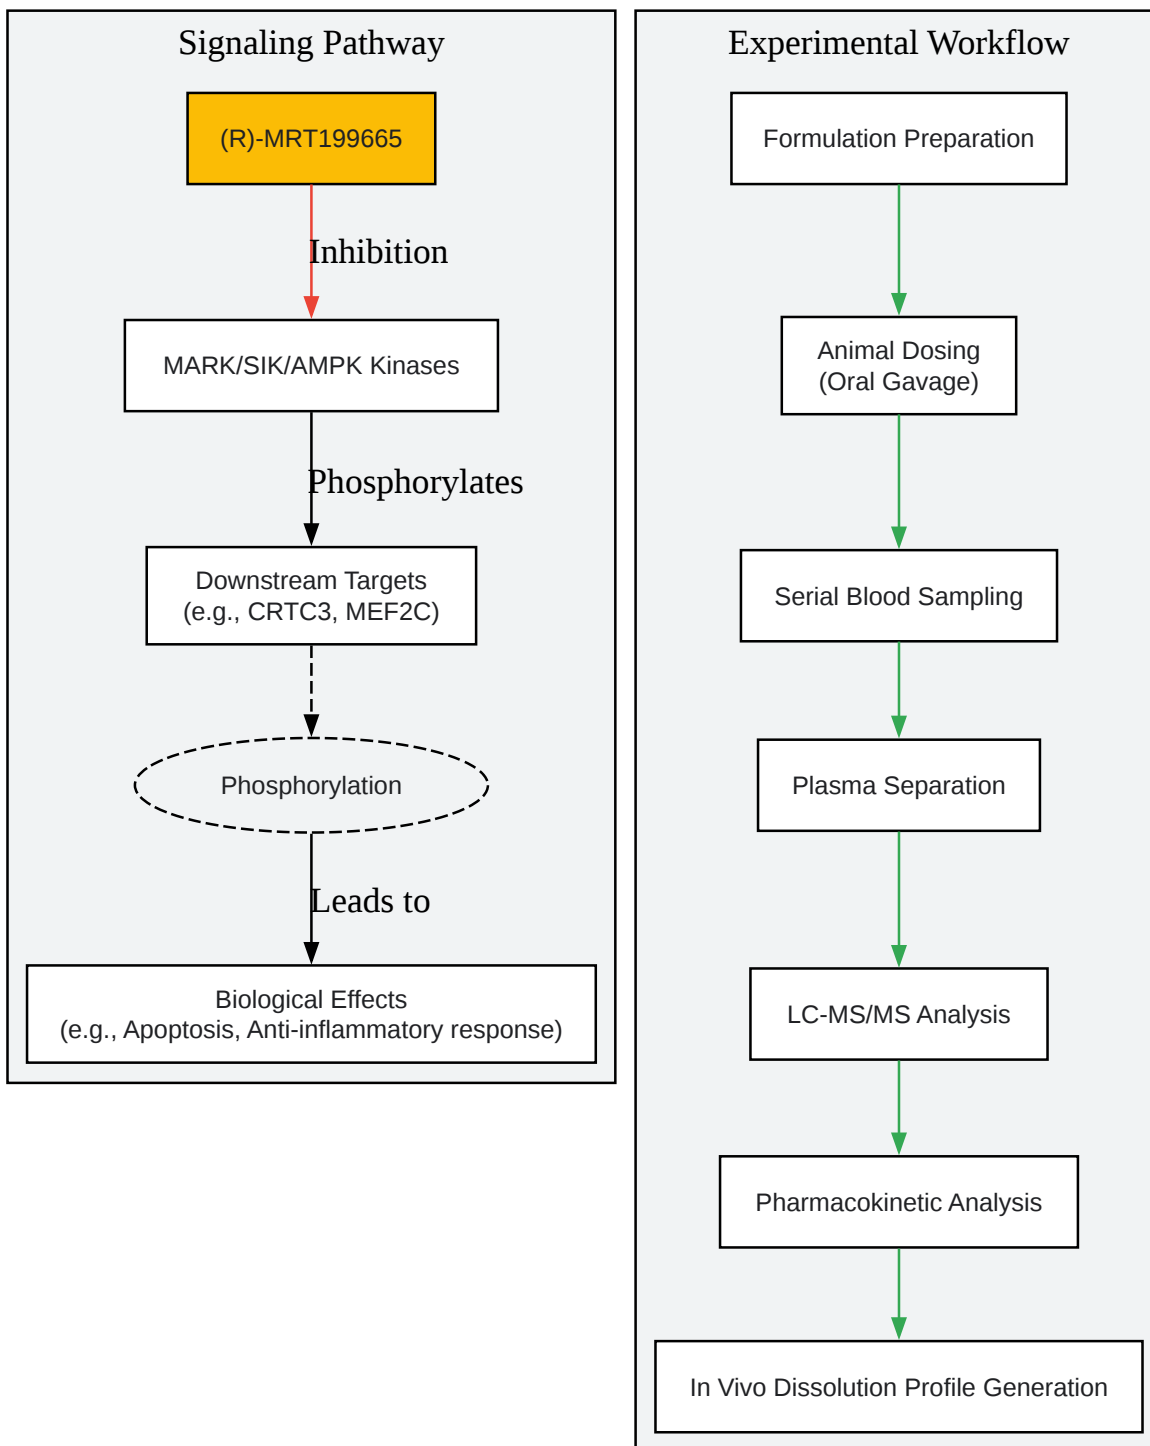 Signaling Pathway
(R)-MRT199665
Inhibition
MARK/SIK/AMPK Kinases
Phosphorylates
Downstream Targets
(e.g., CRTC3, MEF2C)
Phosphorylation
Leads to
Biological Effects
(e.g., Apoptosis, Anti-inflammatory response)
Experimental Workflow
Formulation Preparation
Animal Dosing
(Oral Gavage)
Serial Blood Sampling
Plasma Separation
LC-MS/MS Analysis
Pharmacokinetic Analysis
In Vivo Dissolution Profile Generation